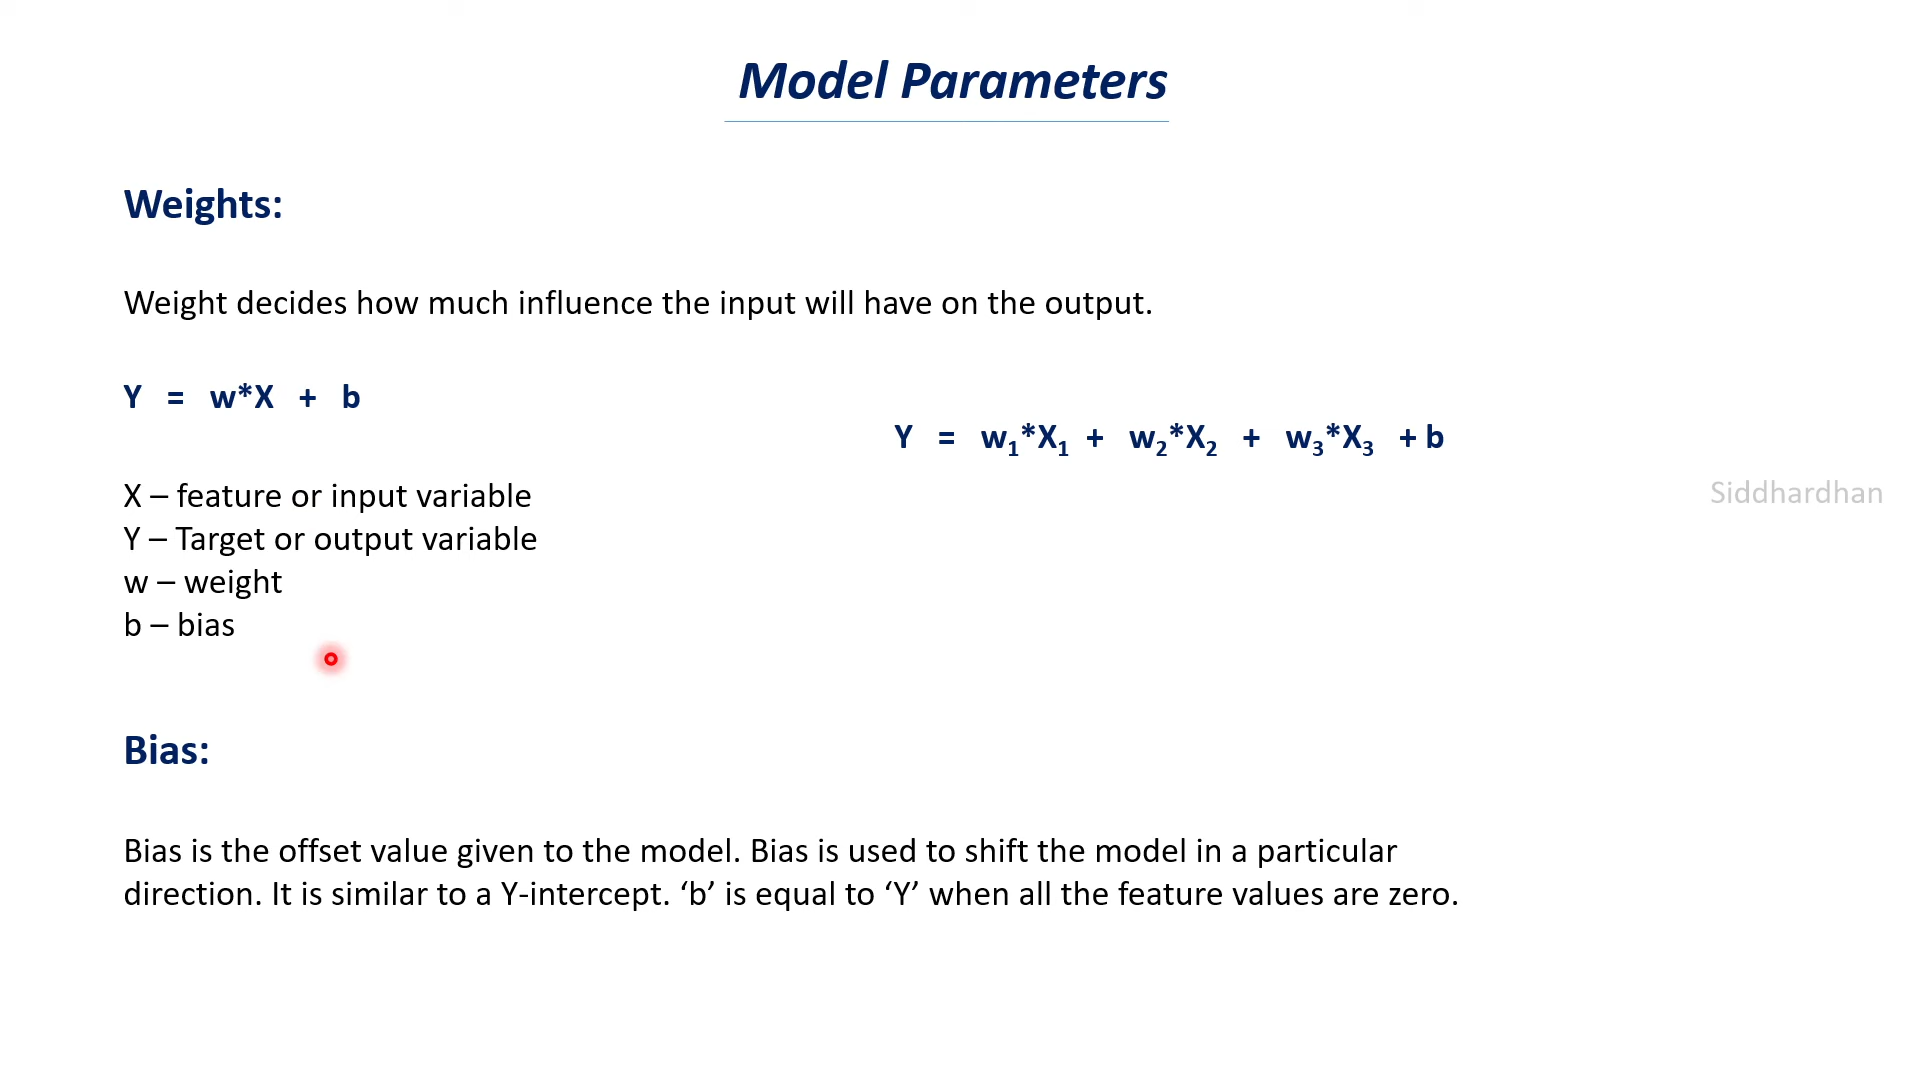 Model Parameters
Weights:
Weight decides how much influence the input will have on the output.
Y = w*X + b
Y = w₁*X₁ + w₂*X₂ + w₃*X₃ + b
X – feature or input variable
Siddhardhan
Y – Target or output variable
w – weight
b – bias
Bias:
Bias is the offset value given to the model. Bias is used to shift the model in a particular
direction. It is similar to a Y-intercept. ‘b’ is equal to ‘Y’ when all the feature values are zero.